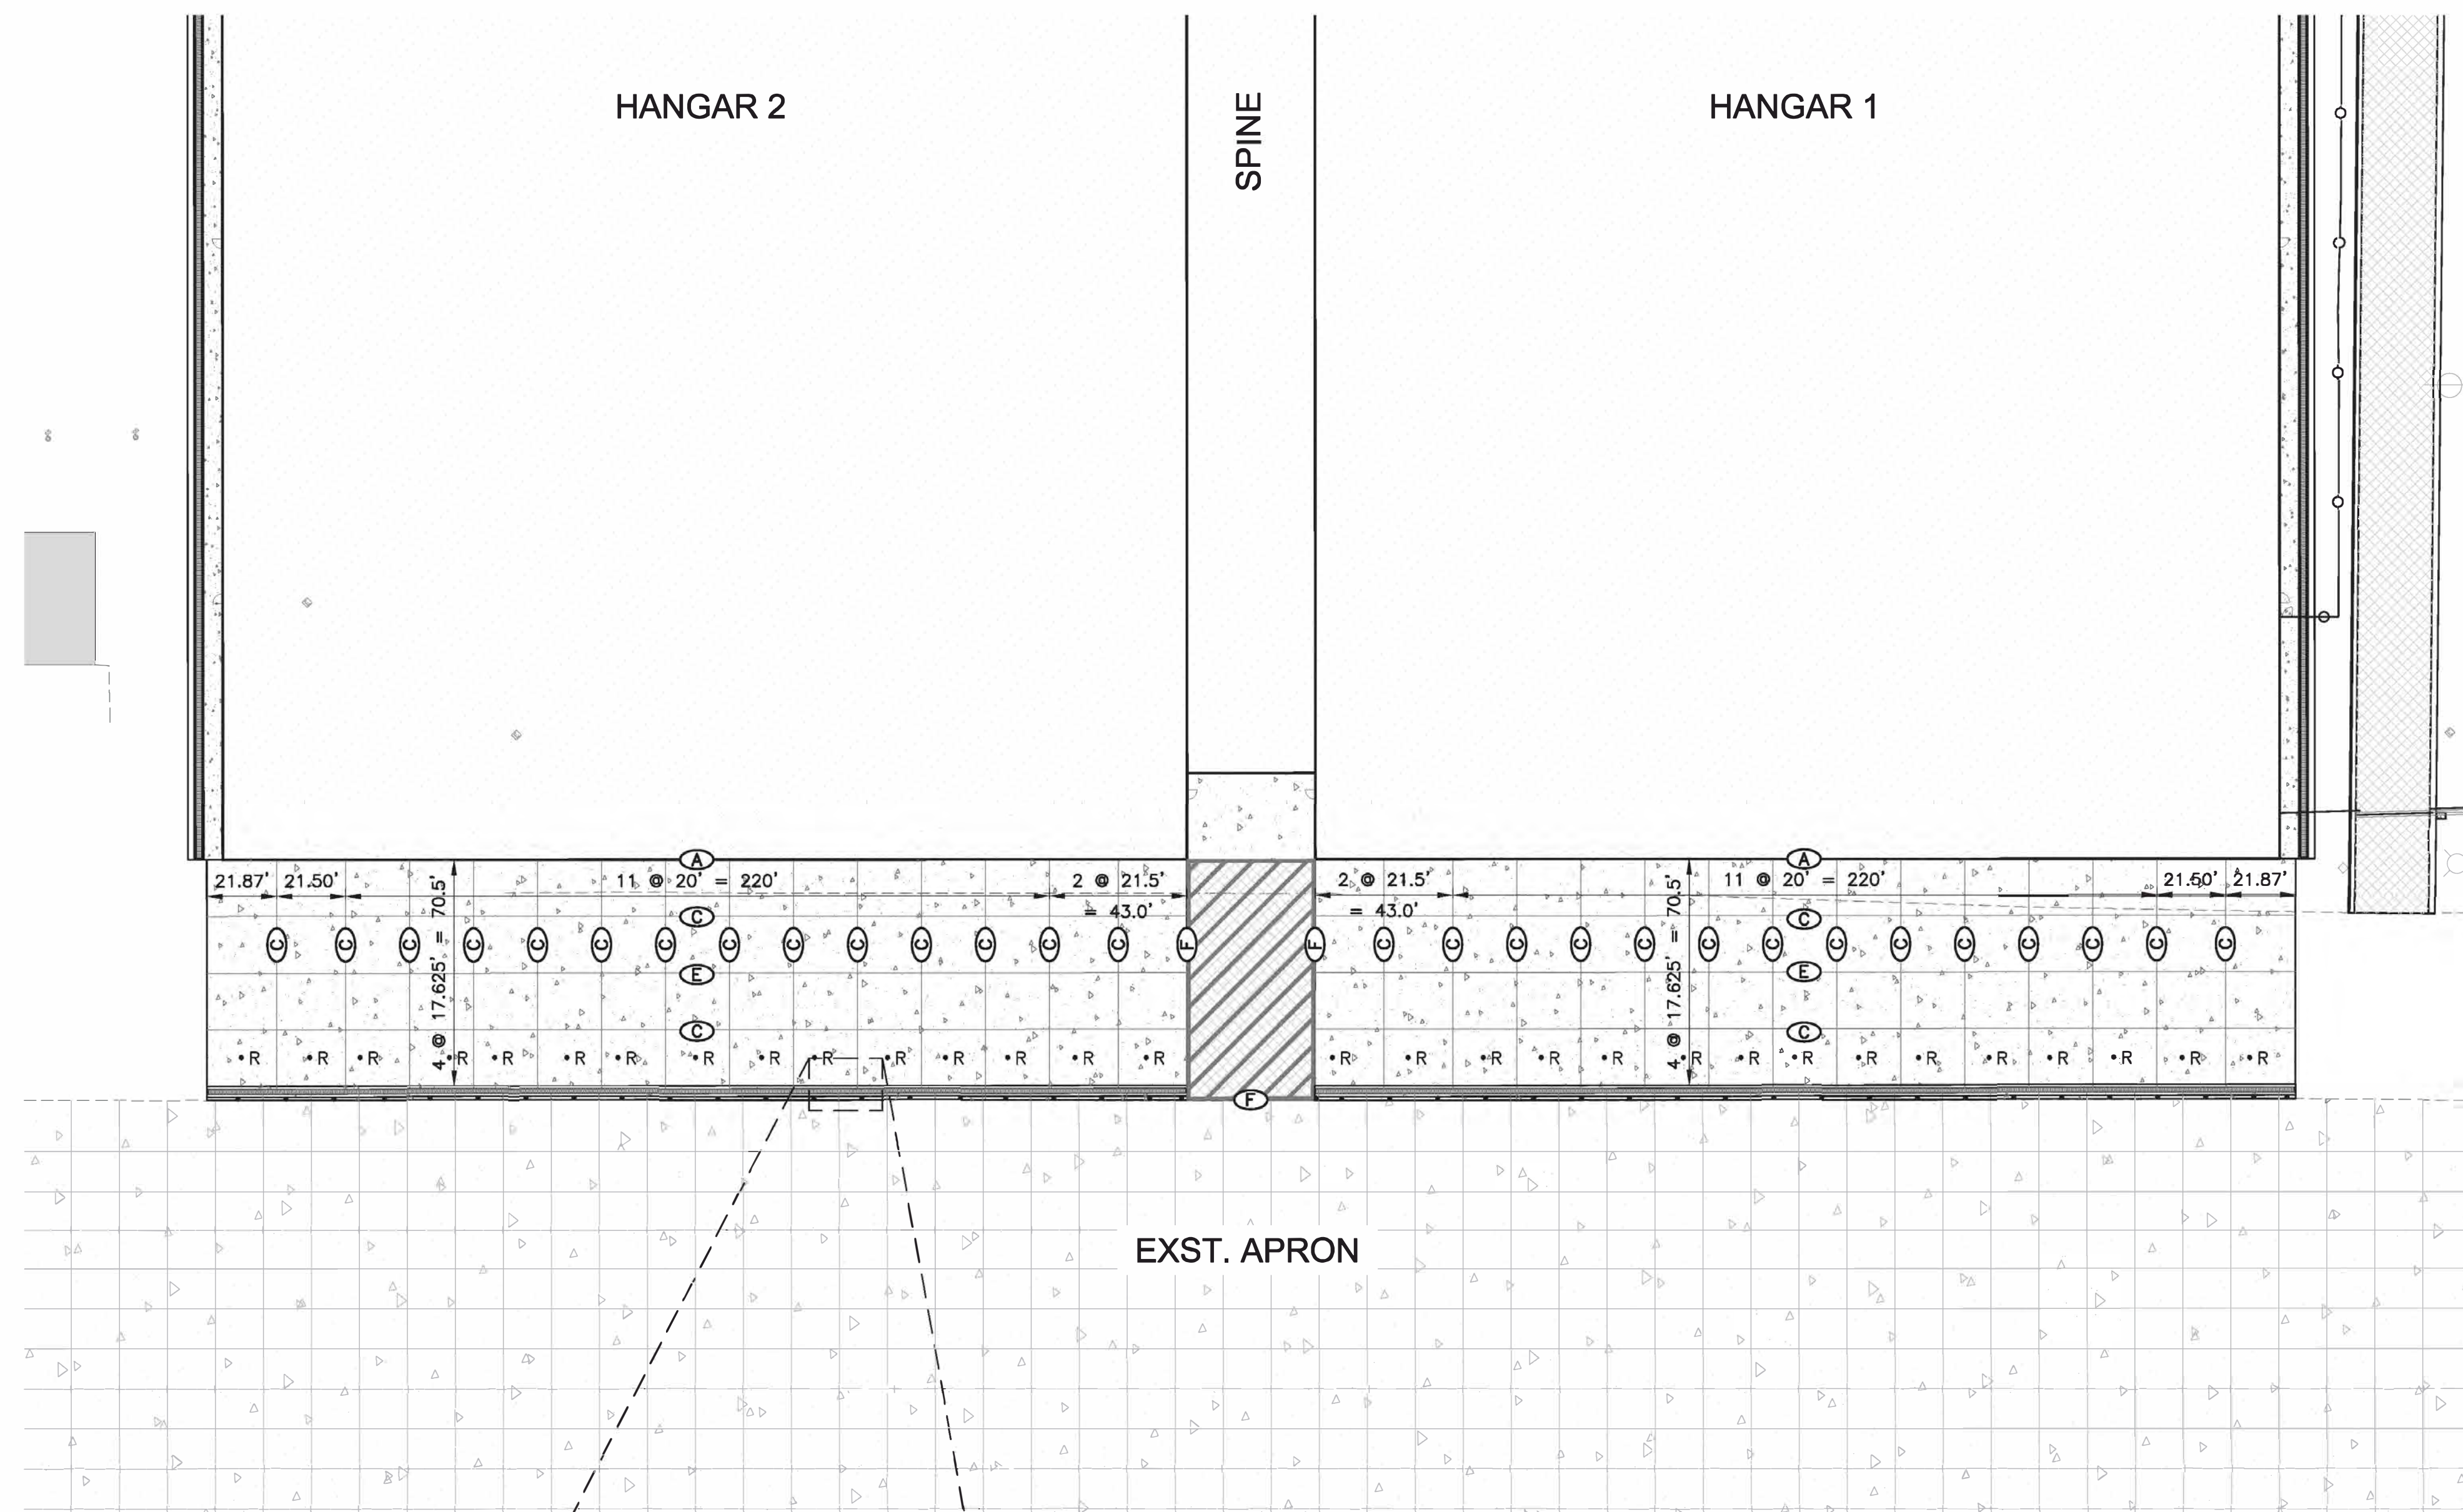 HANGAR 2
SPINE
HANGAR 1
A
A
21.87'
21.50'
11 @ 20' = 220'
2 @ 21.5'
= 43.0'
2 @ 21.5'
= 43.0'
11 @ 20' = 220'
21.50'
21.87'
4 @ 17.625' = 70.5'
4 @ 17.625' = 70.5'
C
C
C C C C C C C C C C C C C C F
F C C C C C C C C C C C C C C
E
E
C
C
R R R R R R R R R R R R R R R
R R R R R R R R R R R R R R R
F
EXST. APRON